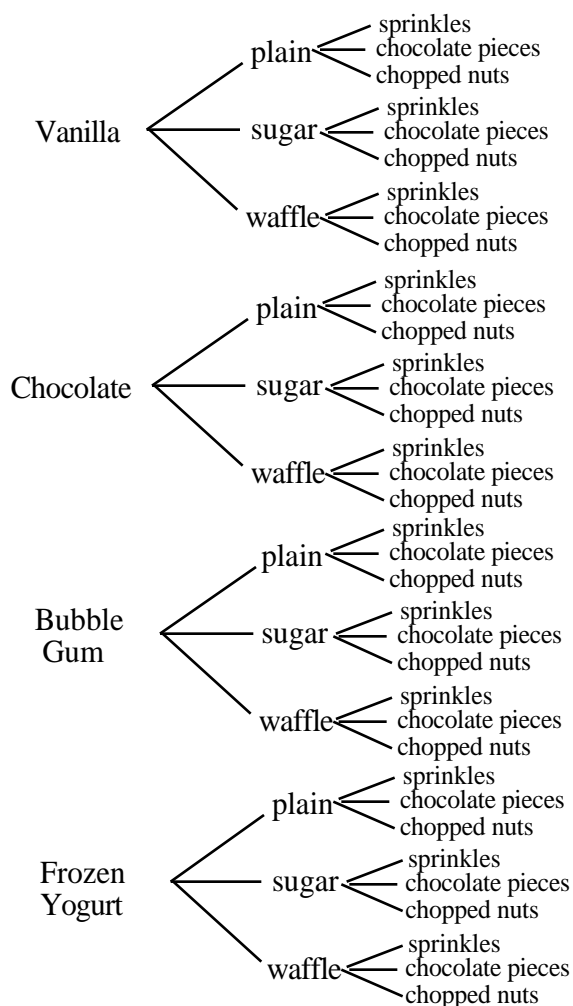 sprinkles
plain chocolate pieces
chopped nuts
sprinkles
Vanilla sugar chocolate pieces
chopped nuts
sprinkles
waffle chocolate pieces
chopped nuts
sprinkles
plain chocolate pieces
chopped nuts
sprinkles
Chocolate sugar chocolate pieces
chopped nuts
sprinkles
waffle chocolate pieces
chopped nuts
sprinkles
plain chocolate pieces
chopped nuts
sprinkles
Bubble
Gum sugar chocolate pieces
chopped nuts
sprinkles
waffle chocolate pieces
chopped nuts
sprinkles
plain chocolate pieces
chopped nuts
sprinkles
Frozen
Yogurt sugar chocolate pieces
chopped nuts
sprinkles
waffle chocolate pieces
chopped nuts